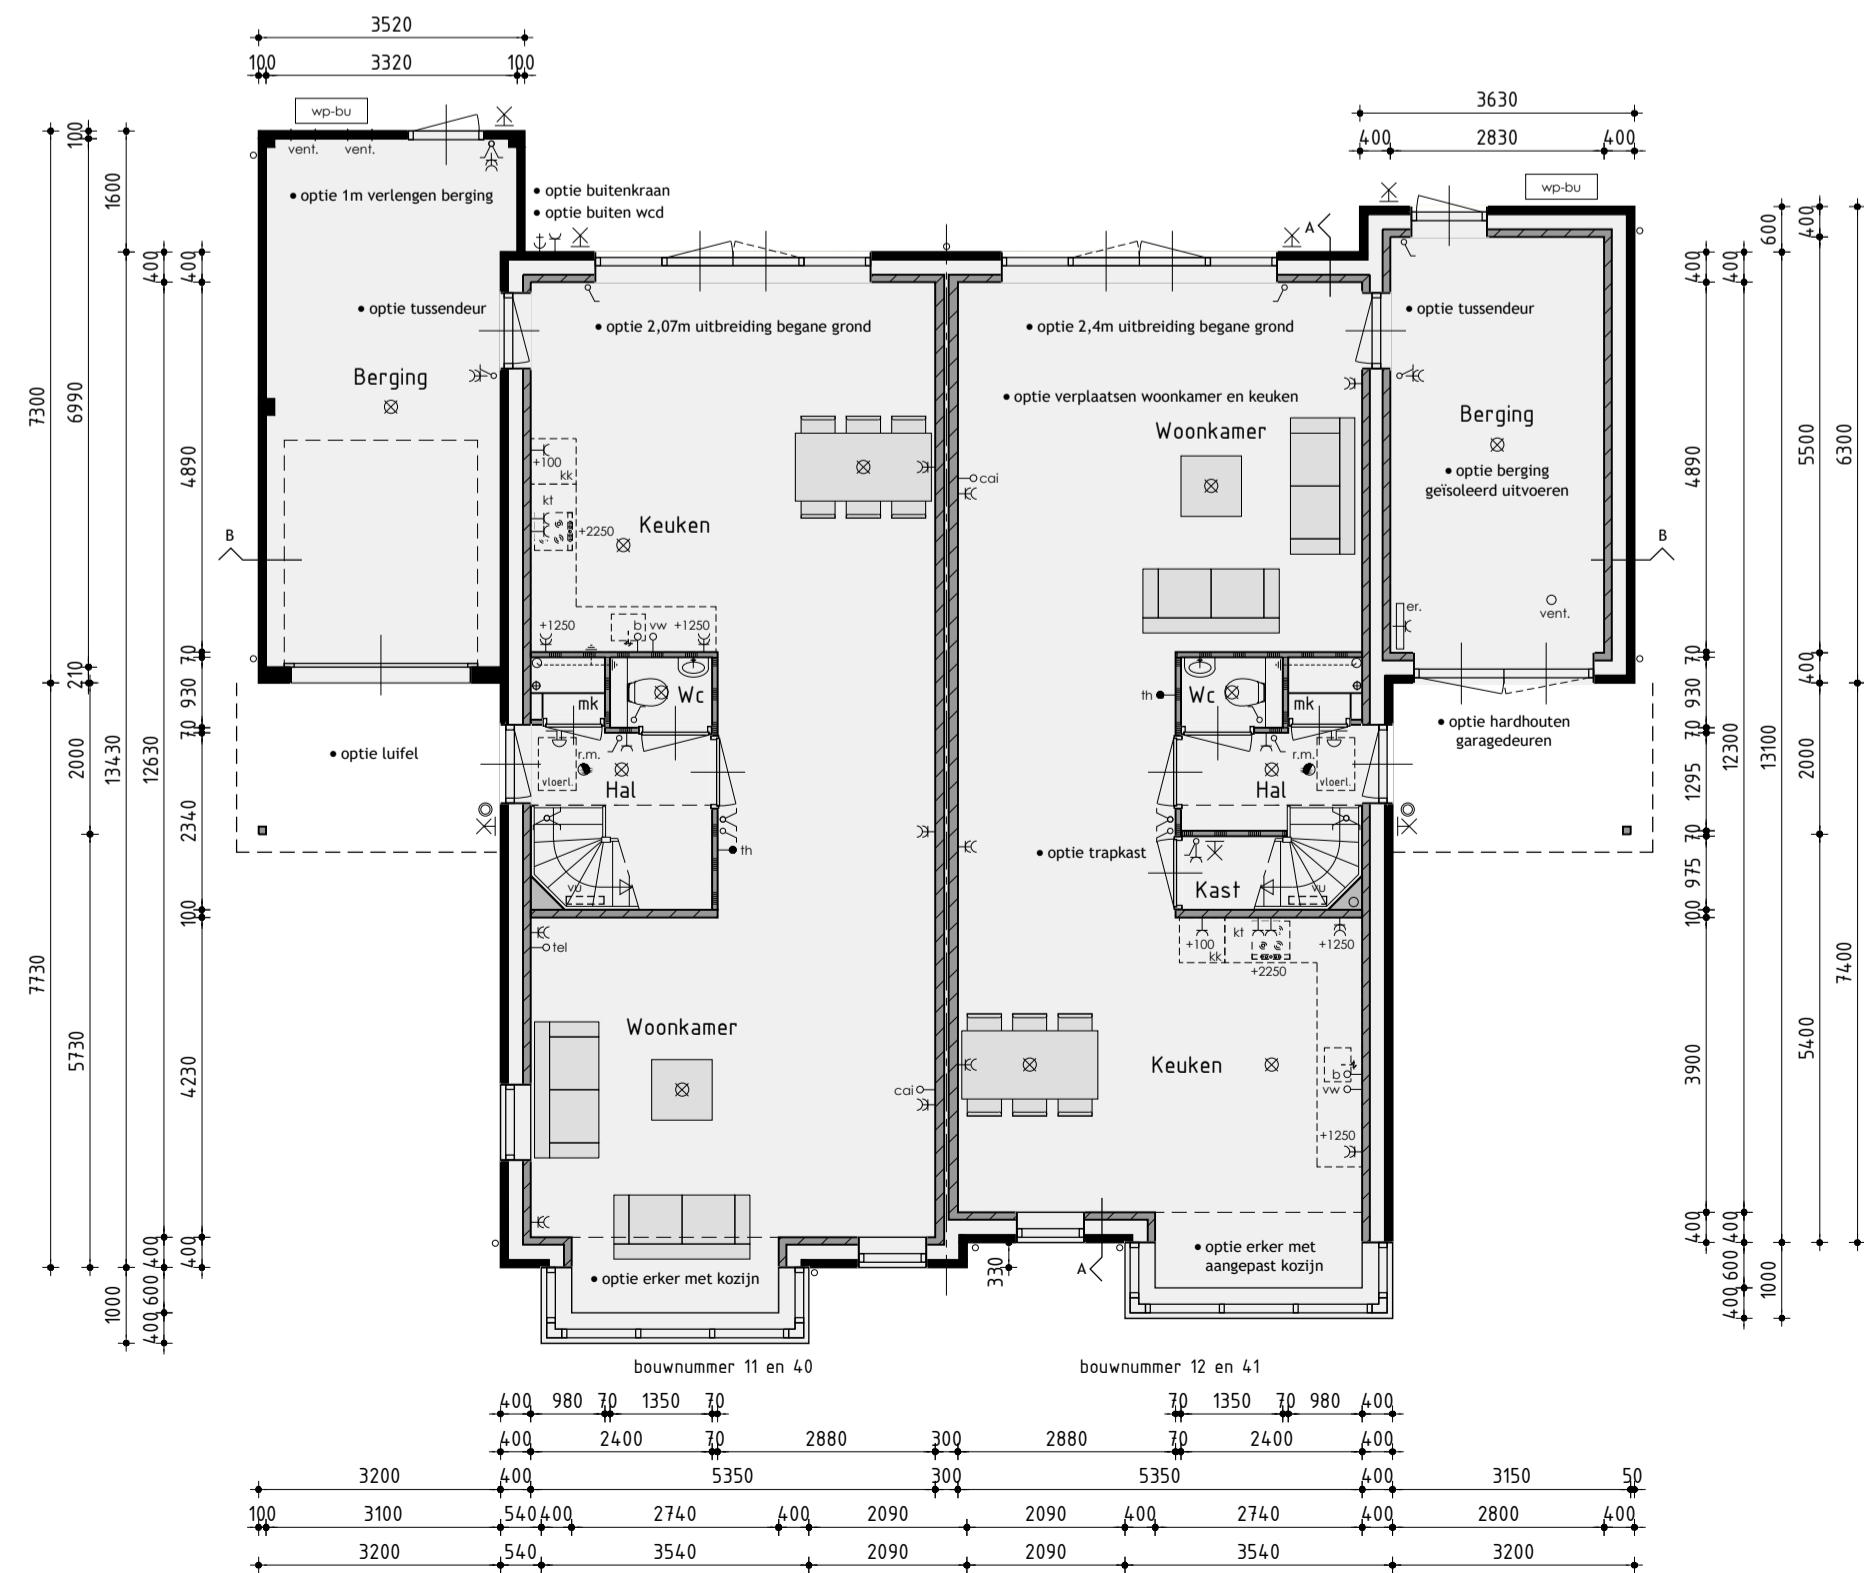 3520
100 3320 100
wp-bu
vent. vent.
3630
400 2830 400
wp-bu
• optie 1m verlengen berging
• optie buitenkraan
• optie buiten wcd
A
• optie tussendeur
• optie 2,07m uitbreiding begane grond
• optie 2,4m uitbreiding begane grond
• optie tussendeur
Berging
• optie verplaatsen woonkamer en keuken
Woonkamer
Berging
• optie berging
geïsoleerd uitvoeren
+100
kk
kt
+2250
Keuken
cai
B
B
+1250
b vw +1250
er.
vent.
mk
Wc
th
Wc
mk
• optie luifel
r.m.
vloerl.
Hal
r.m.
vloerl.
Hal
• optie hardhouten
garagedeuren
th
vu
• optie trapkast
Kast
vu
tel
+100
kk
kt
+2250
+1250
Woonkamer
cai
Keuken
b
vw
+1250
• optie erker met kozijn
• optie erker met
aangepast kozijn
330
A
7300
7730
100
6990
210
2000
5730
1600
13430
1000
400
12630
400
600
400
400
4890
70
930
70
2340
100
4230
400
400
4890
70
930
70
1295
70
975
100
3900
400
400
12300
400
600
400
600
13100
1000
400
5500
400
2000
5400
6300
7400
bouwnummer 11 en 40
bouwnummer 12 en 41
400 980 70 1350 70 70 1350 70 980 400
400 2400 70 2880 300 2880 70 2400 400
3200 400 5350 300 5350 400 3150 50
100 3100 540 400 2740 400 2090 2090 400 2740 400 2800 400
3200 540 3540 2090 2090 3540 3200